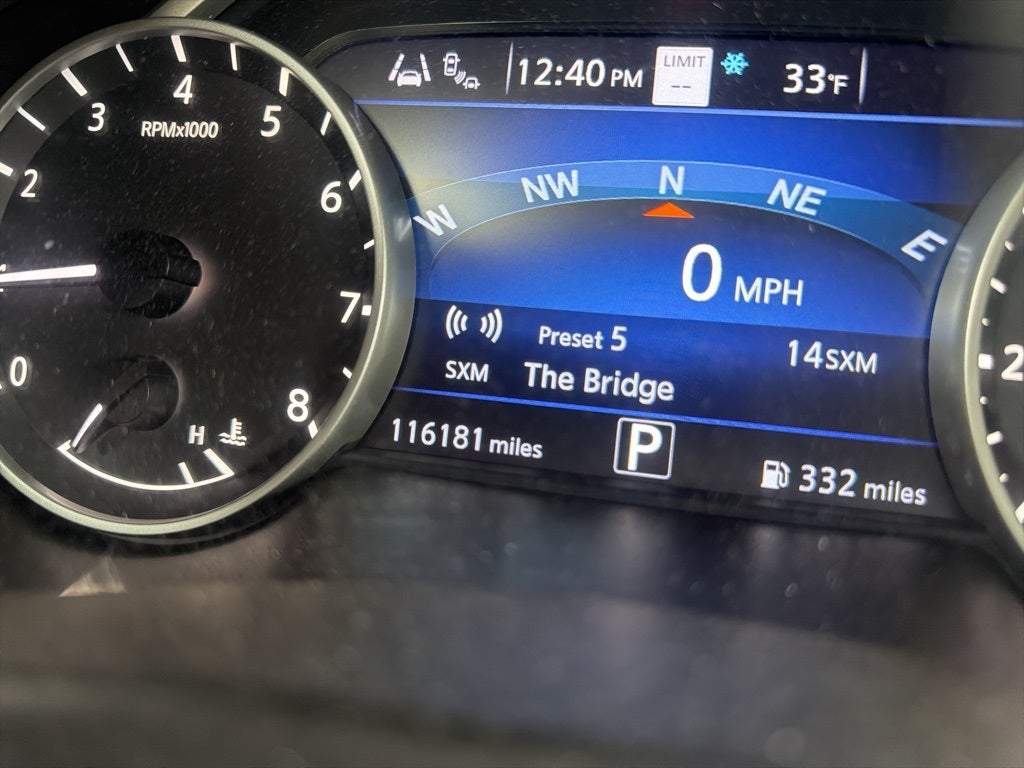 12:40 PM LIMIT -- 33°F
4
3 5
RPMx1000
2 6
7
0 8
H
W NW N NE E
0 MPH
Preset 5 14SXM
SXM The Bridge
116181 miles P 332 miles
2